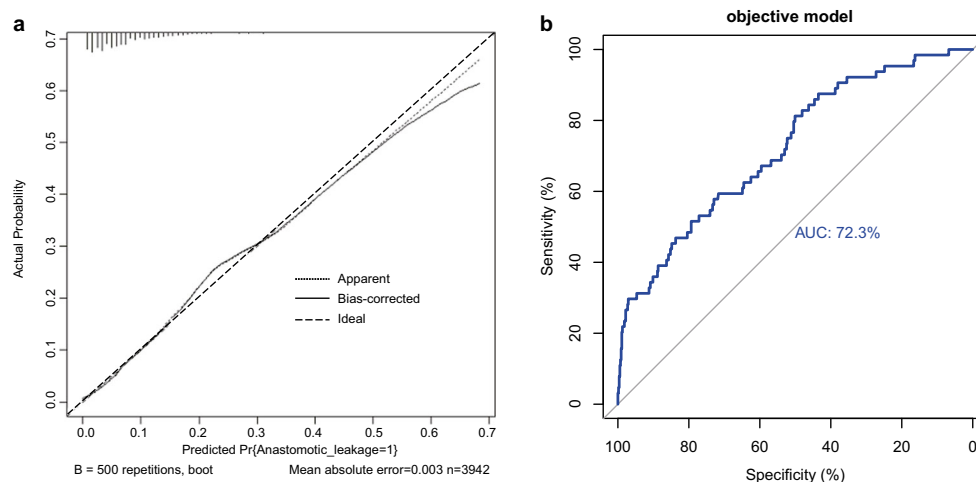 a
0.7
0.6
0.5
0.4
0.3
0.2
0.1
0.0
Actual Probability
Apparent
Bias-corrected
Ideal
0.0 0.1 0.2 0.3 0.4 0.5 0.6 0.7
Predicted Pr{Anastomotic_leakage=1}
B = 500 repetitions, boot Mean absolute error=0.003 n=3942
b
objective model
100
80
60
40
20
0
Sensitivity (%)
AUC: 72.3%
100 80 60 40 20 0
Specificity (%)